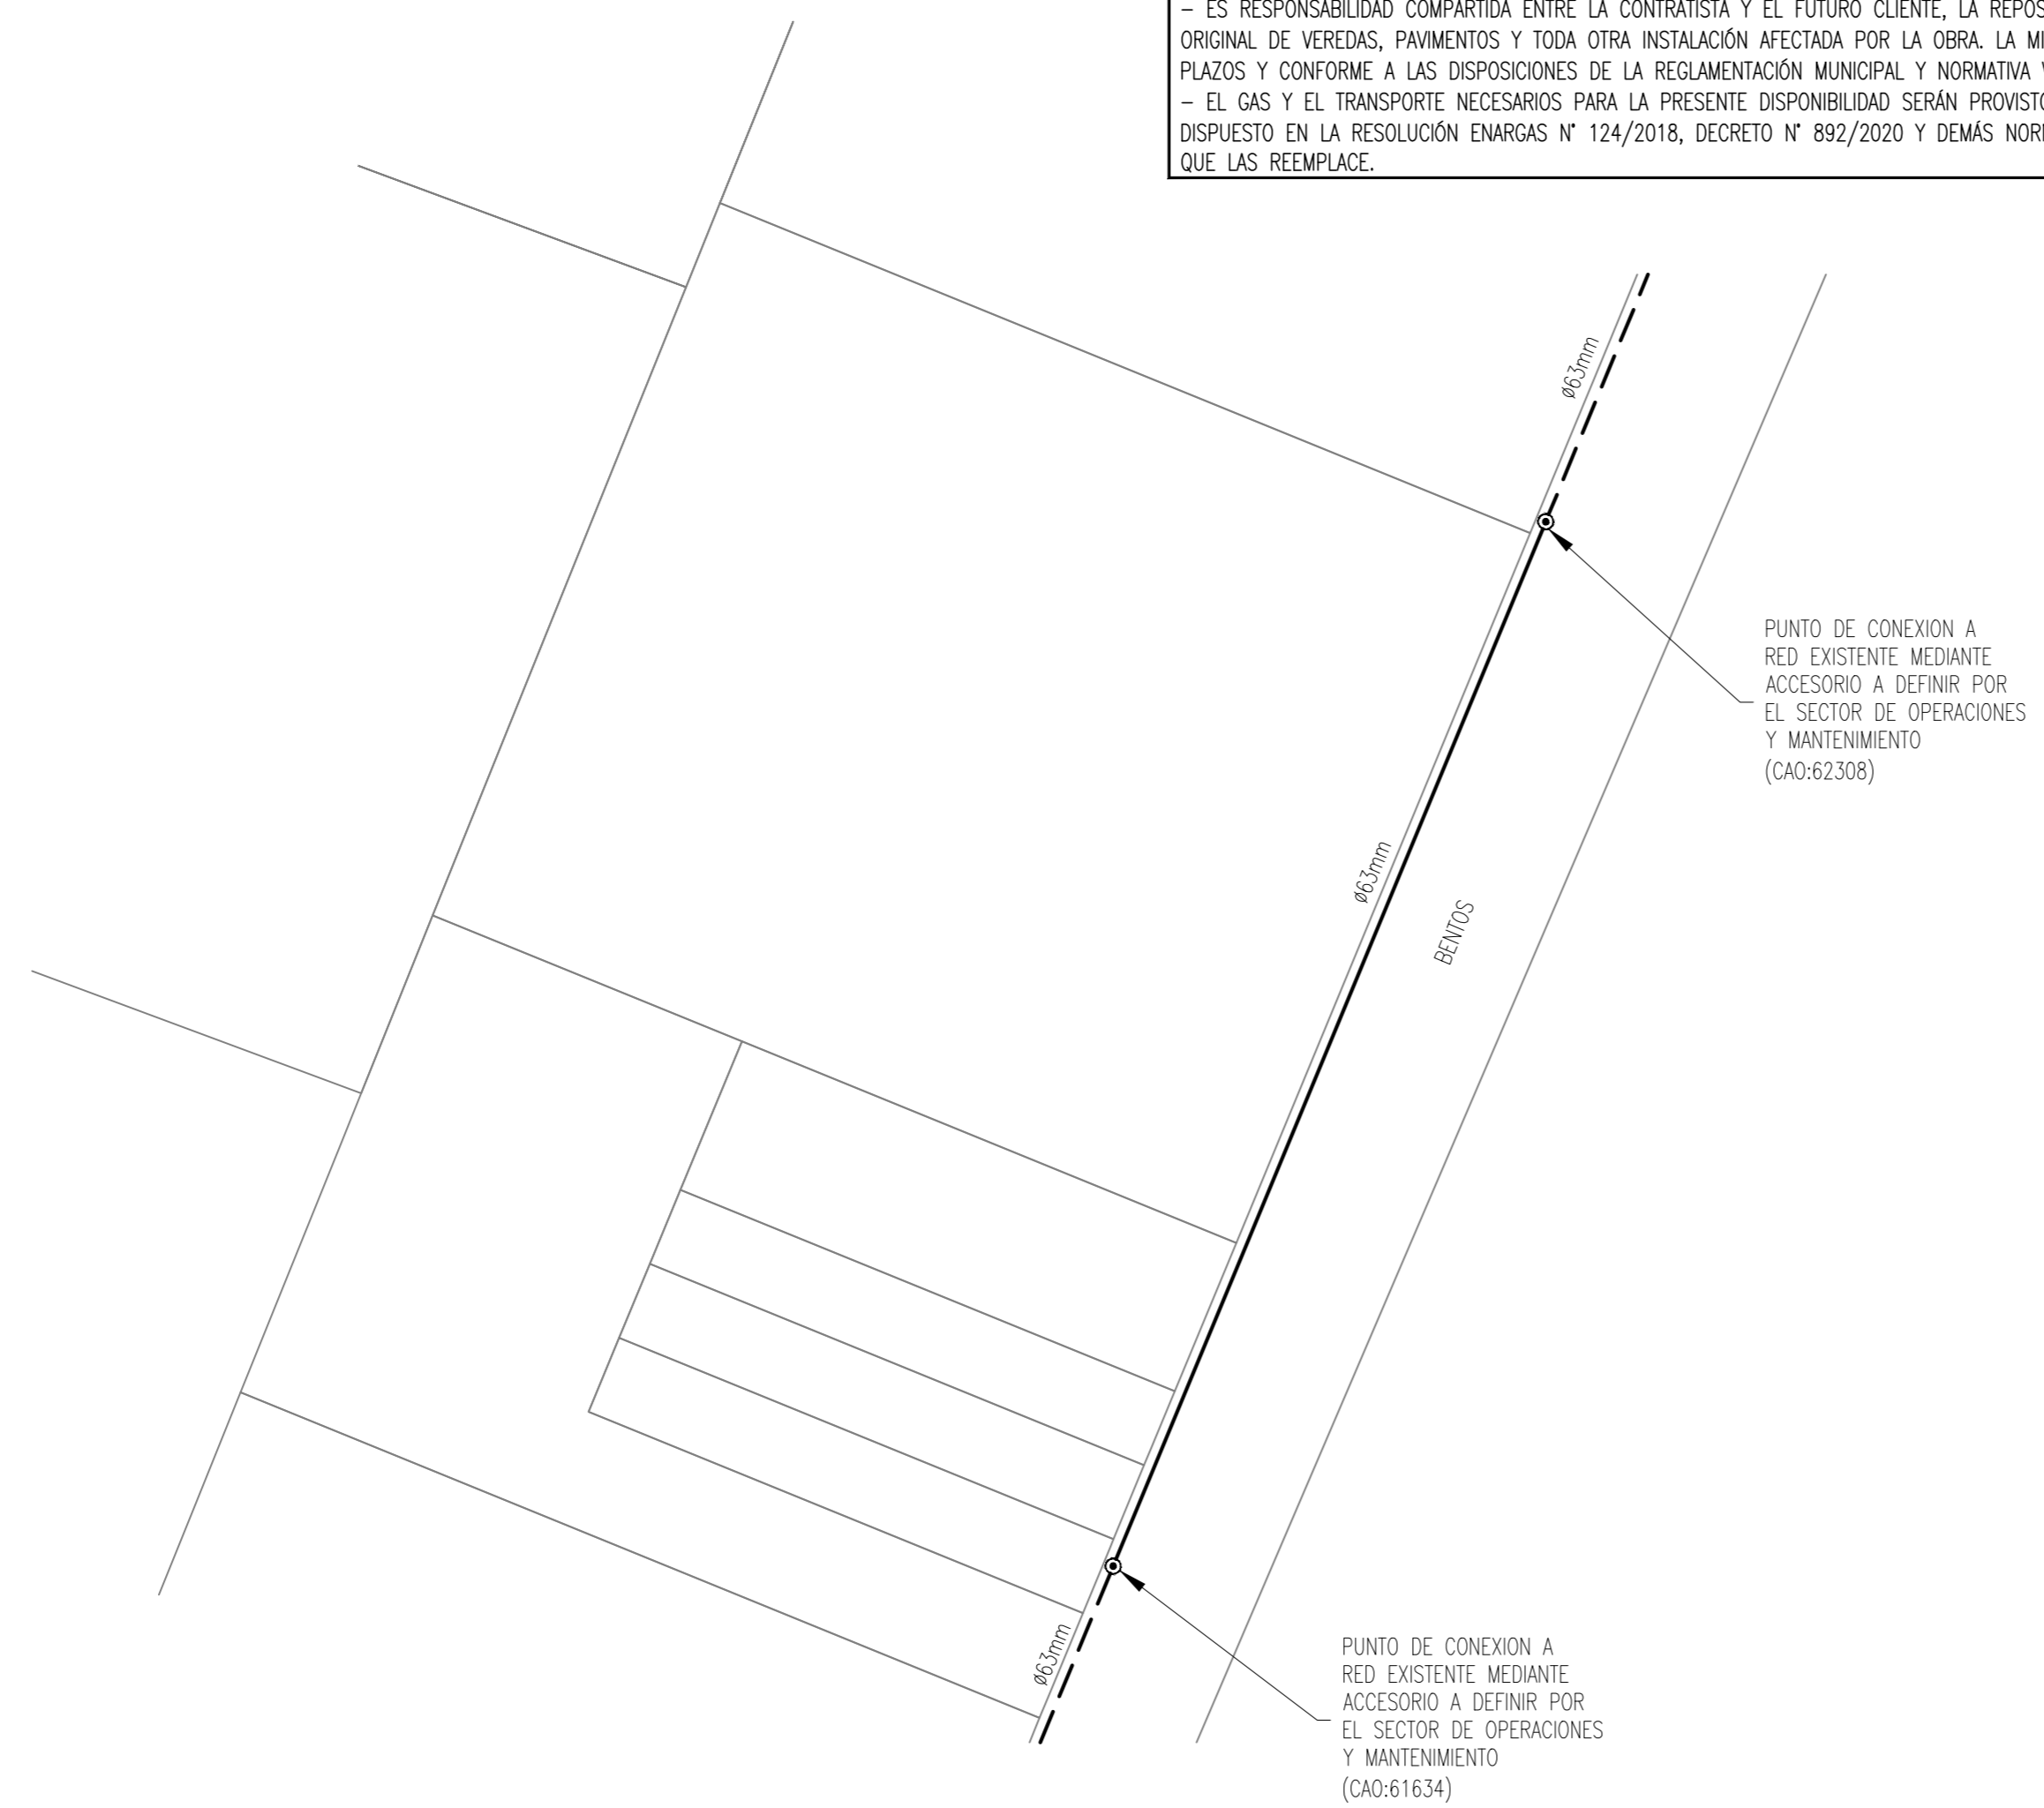 – ES RESPONSABILIDAD COMPARTIDA ENTRE LA CONTRATISTA Y EL FUTURO CLIENTE, LA
ORIGINAL DE VEREDAS, PAVIMENTOS Y TODA OTRA INSTALACIÓN AFECTADA POR LA OBRA. LA
PLAZOS Y CONFORME A LAS DISPOSICIONES DE LA REGLAMENTACIÓN MUNICIPAL Y NORMATIVA
– EL GAS Y EL TRANSPORTE NECESARIOS PARA LA PRESENTE DISPONIBILIDAD SERÁN
DISPUESTO EN LA RESOLUCIÓN ENARGAS N° 124/2018, DECRETO N° 892/2020 Y DEMÁS
QUE LAS REEMPLACE.
ø63mm
PUNTO DE CONEXION A
RED EXISTENTE MEDIANTE
ACCESORIO A DEFINIR POR
EL SECTOR DE OPERACIONES
Y MANTENIMIENTO
(CAO:62308)
ø63mm
BENTOS
ø63mm
PUNTO DE CONEXION A
RED EXISTENTE MEDIANTE
ACCESORIO A DEFINIR POR
EL SECTOR DE OPERACIONES
Y MANTENIMIENTO
(CAO:61634)